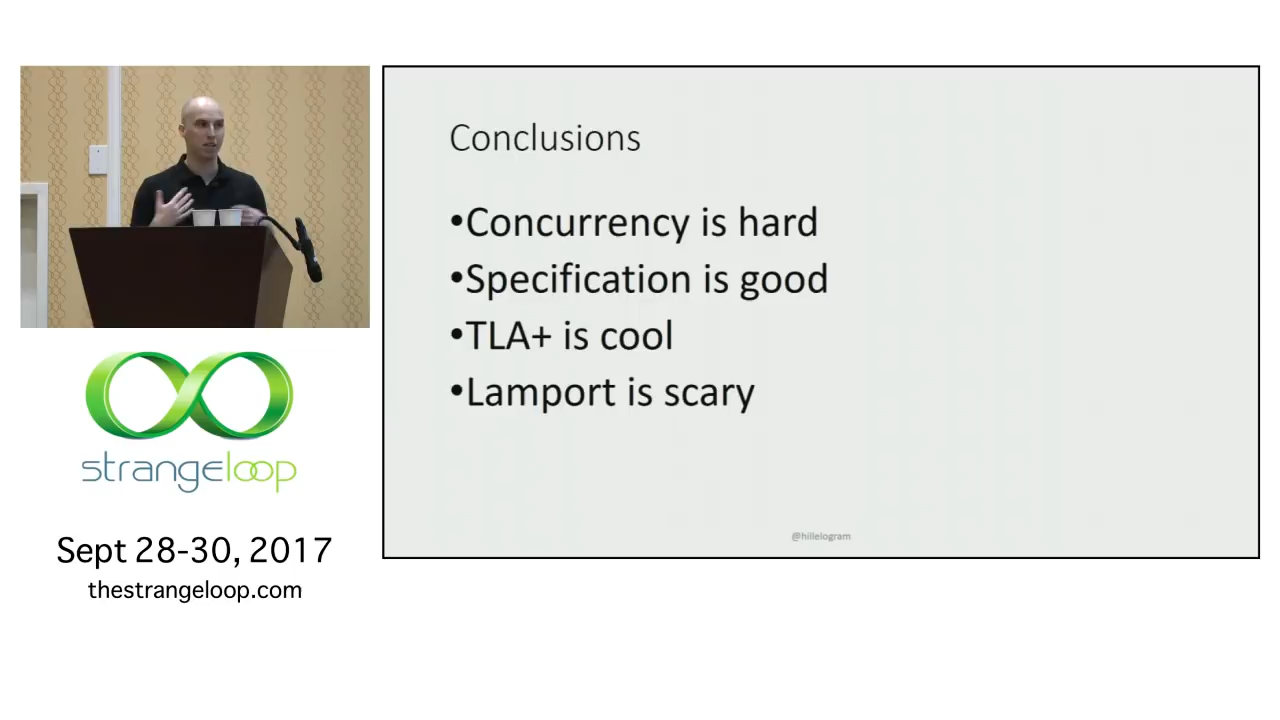 Conclusions
•Concurrency is hard
•Specification is good
•TLA+ is cool
•Lamport is scary
@hillelogram
strangeloop
Sept 28-30, 2017
thestrangeloop.com